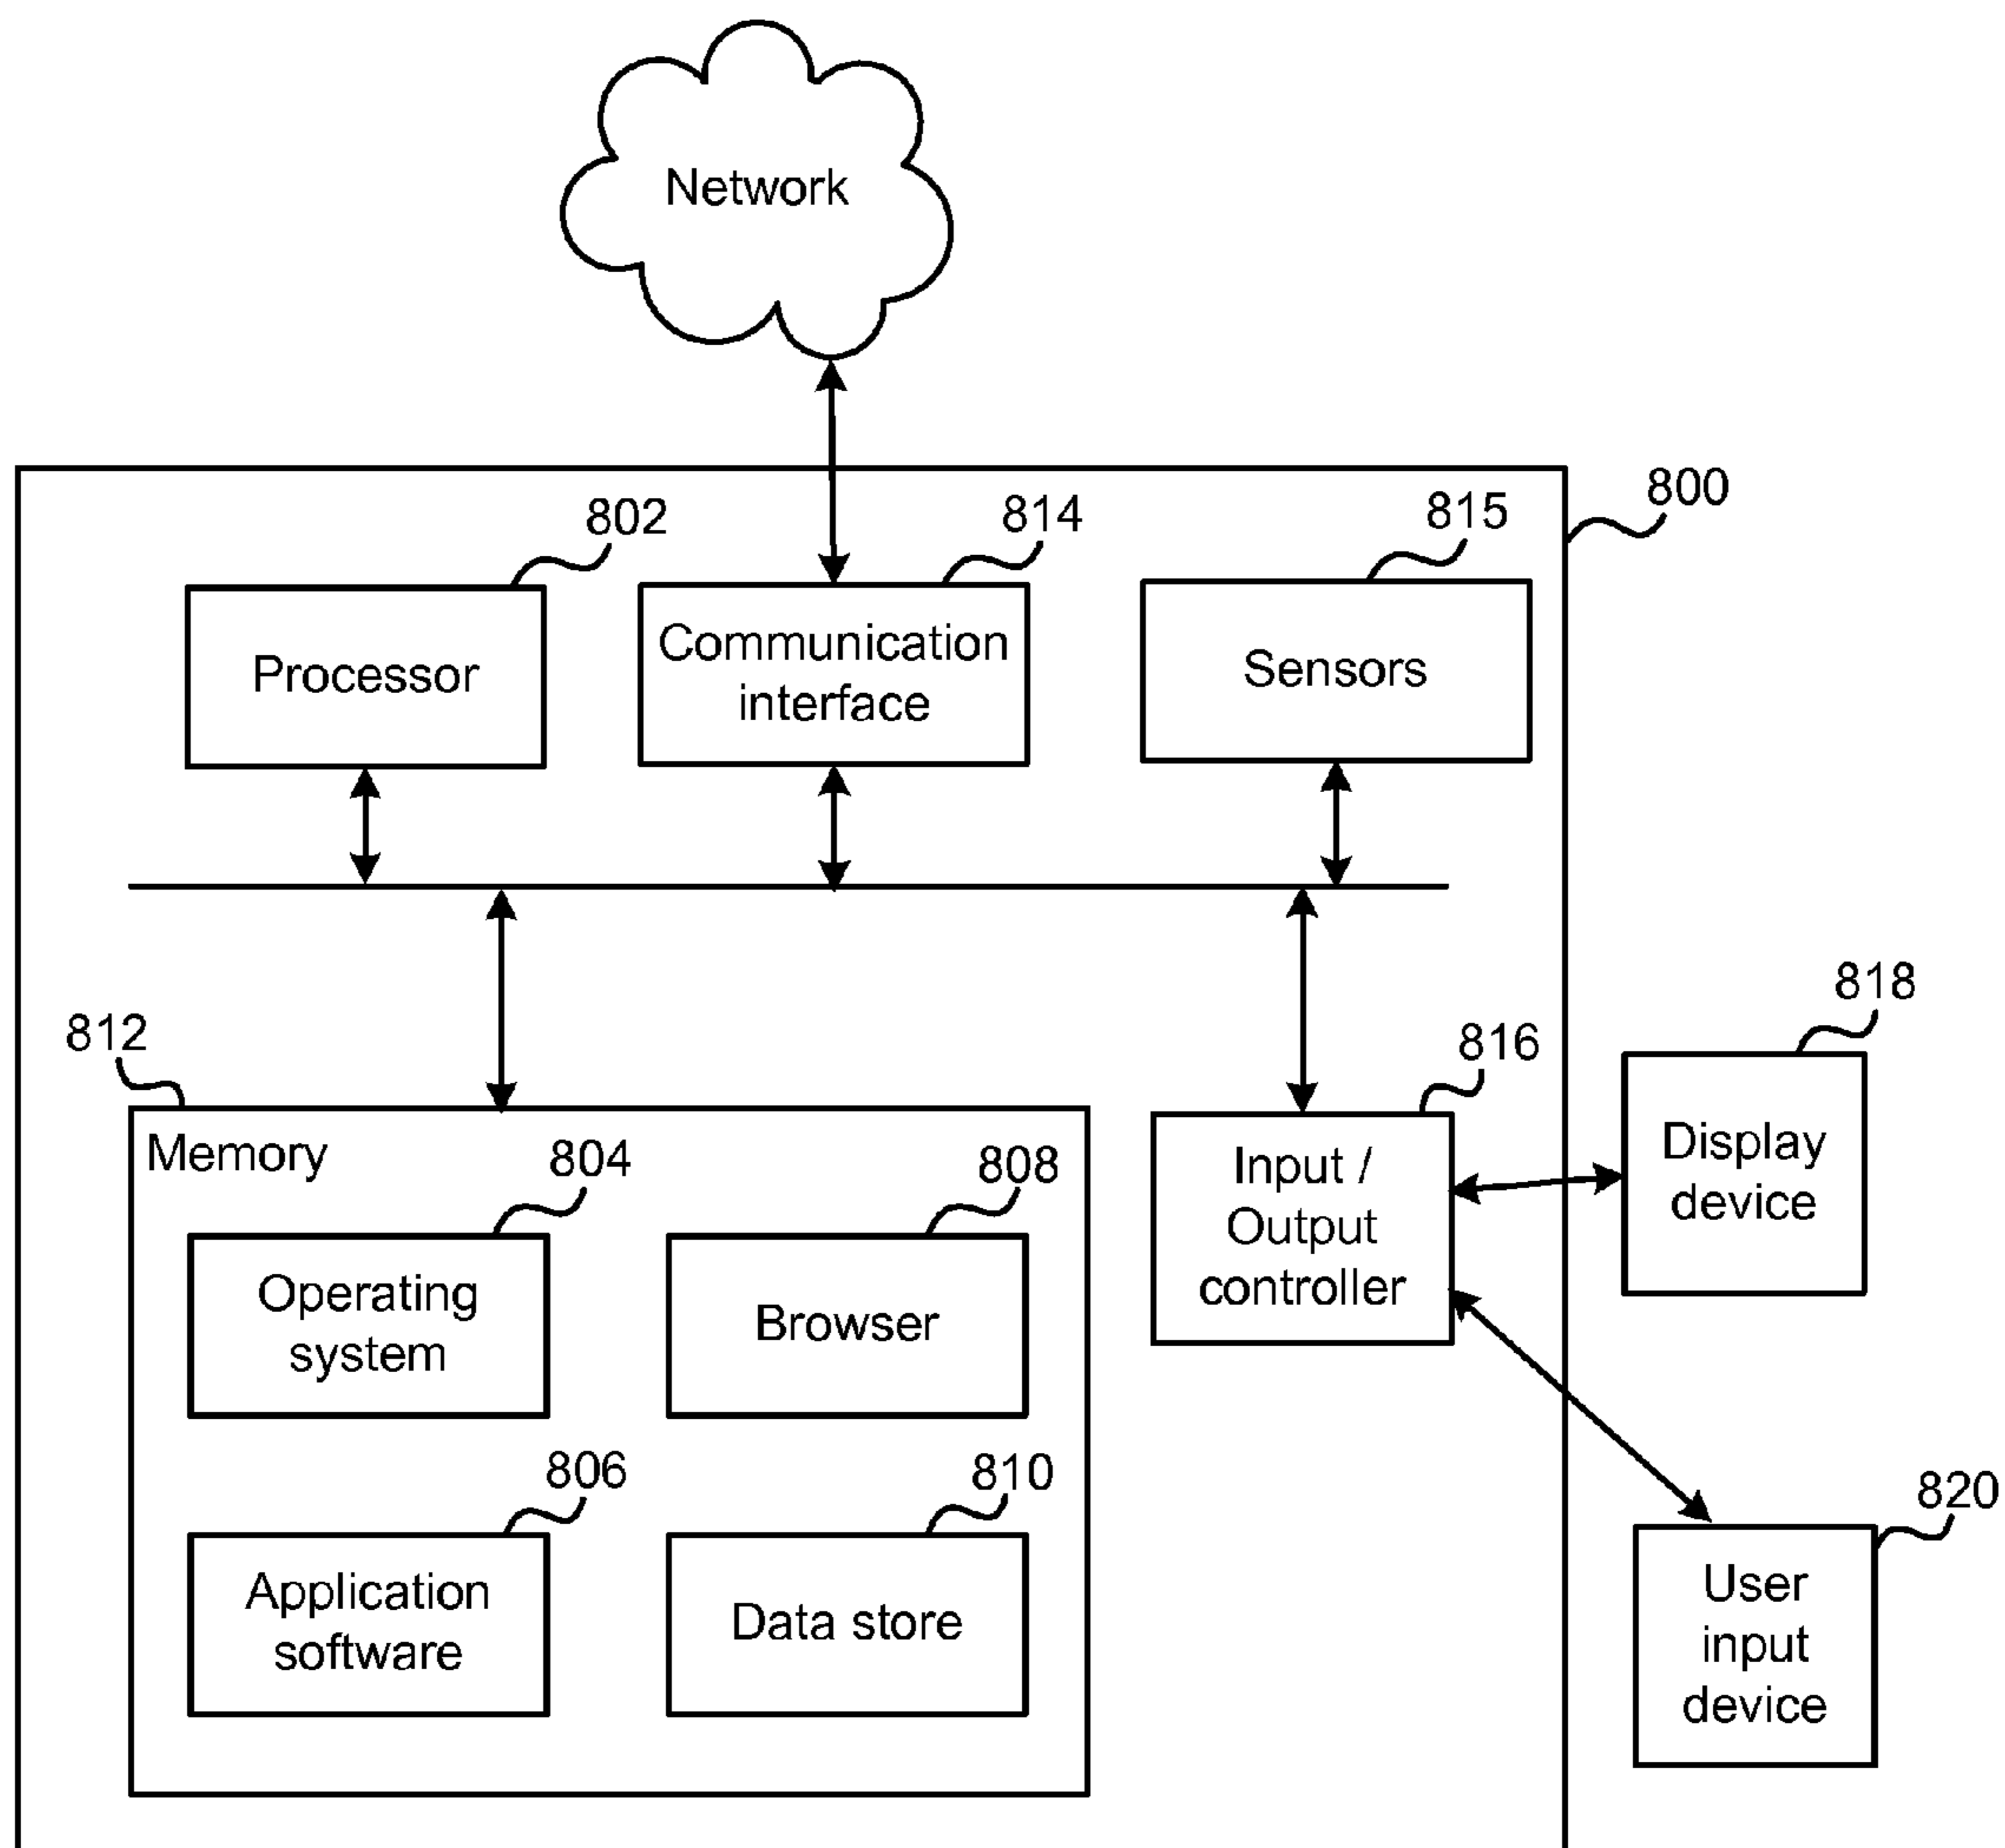 Network
800
802
814
815
Processor
Communication
interface
Sensors
812
816
818
Memory
804
808
Operating
system
Browser
Input /
Output
controller
Display
device
806
810
820
Application
software
Data store
User
input
device